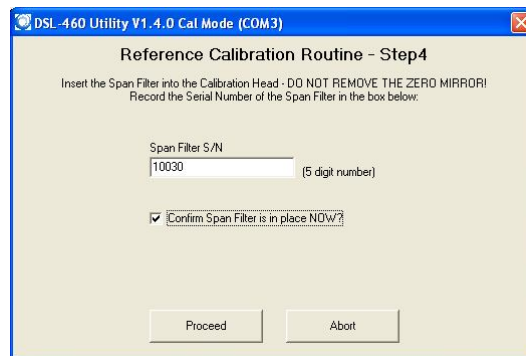 DSL-460 Utility V1.4.0 Cal Mode (COM3)
Reference Calibration Routine - Step4
Insert the Span Filter into the Calibration Head - DO NOT REMOVE THE ZERO MIRROR!
Record the Serial Number of the Span Filter in the box below:
Span Filter S/N
10030
(5 digit number)
Confirm Span Filter is in place NOW?
Proceed
Abort